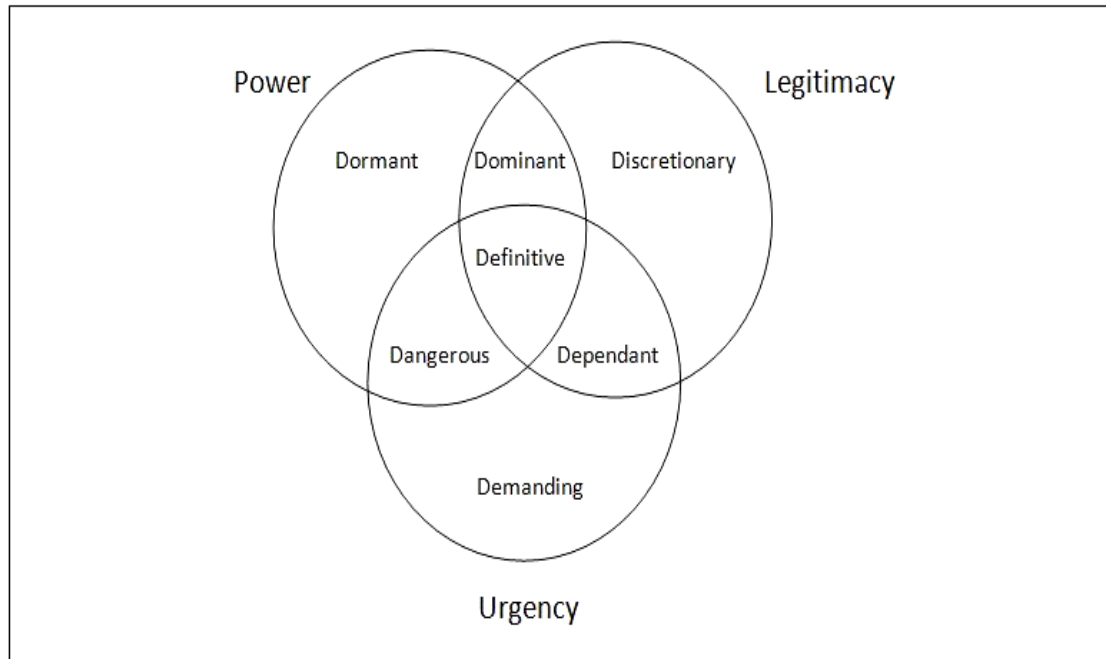 Power
Legitimacy
Dormant
Dominant
Discretionary
Definitive
Dangerous
Dependant
Demanding
Urgency